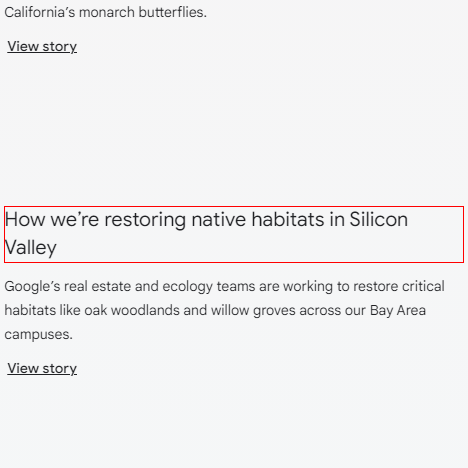 California’s monarch butterflies.
View story
How we’re restoring native habitats in Silicon
Valley
Google’s real estate and ecology teams are working to restore critical
habitats like oak woodlands and willow groves across our Bay Area
campuses.
View story